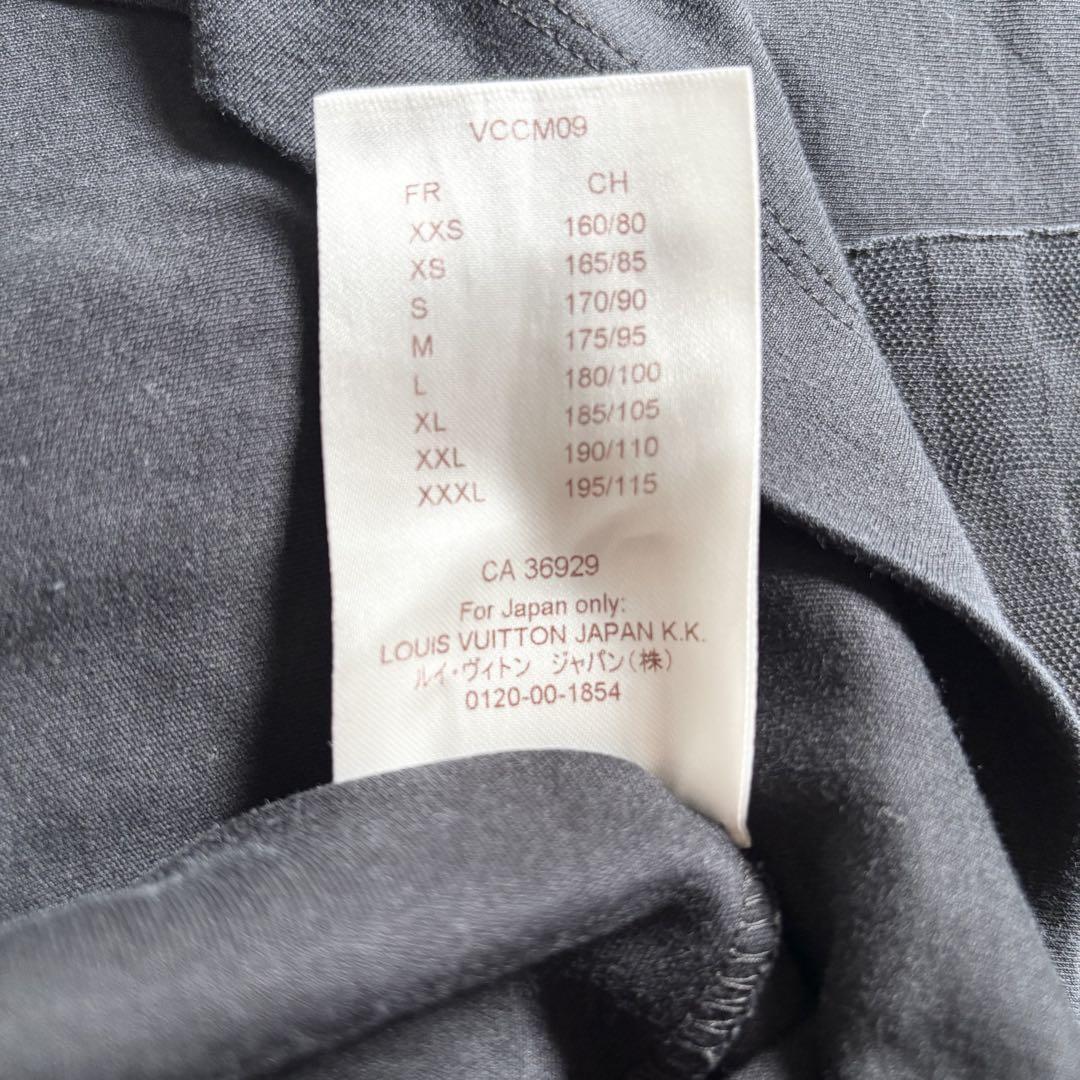 VCCM09
FR CH
XXS 160/80
XS 165/85
S 170/90
M 175/95
L 180/100
XL 185/105
XXL 190/110
XXXL 195/115
CA 36929
For Japan only:
LOUIS VUITTON JAPAN K.K.
ルイ・ヴィトン ジャパン(株)
0120-00-1854